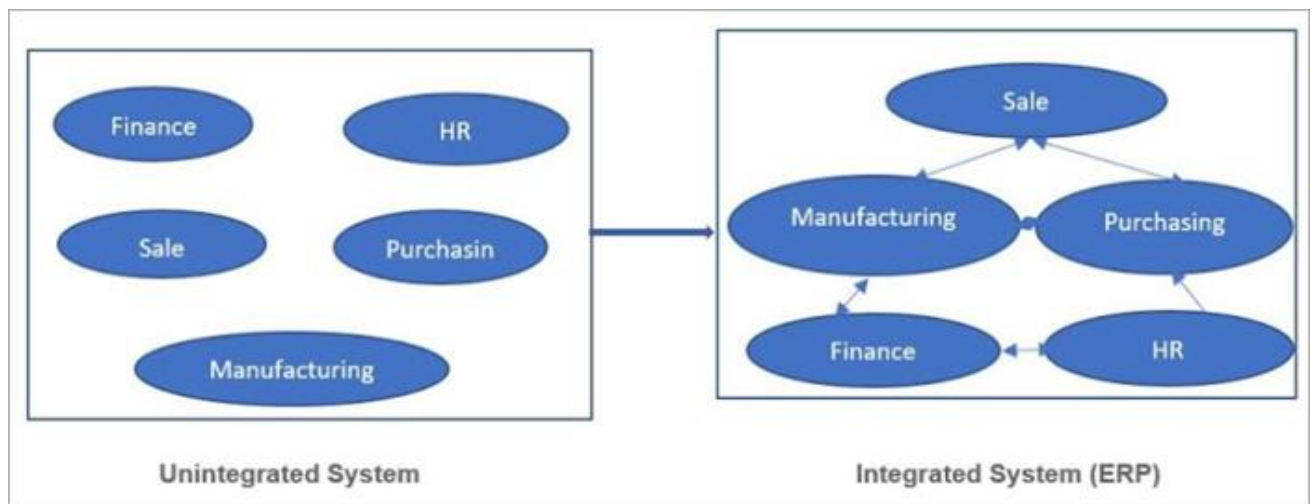 Finance
HR
Sale
Purchasin
Manufacturing
Unintegrated System
Sale
Manufacturing
Purchasing
Finance
HR
Integrated System (ERP)